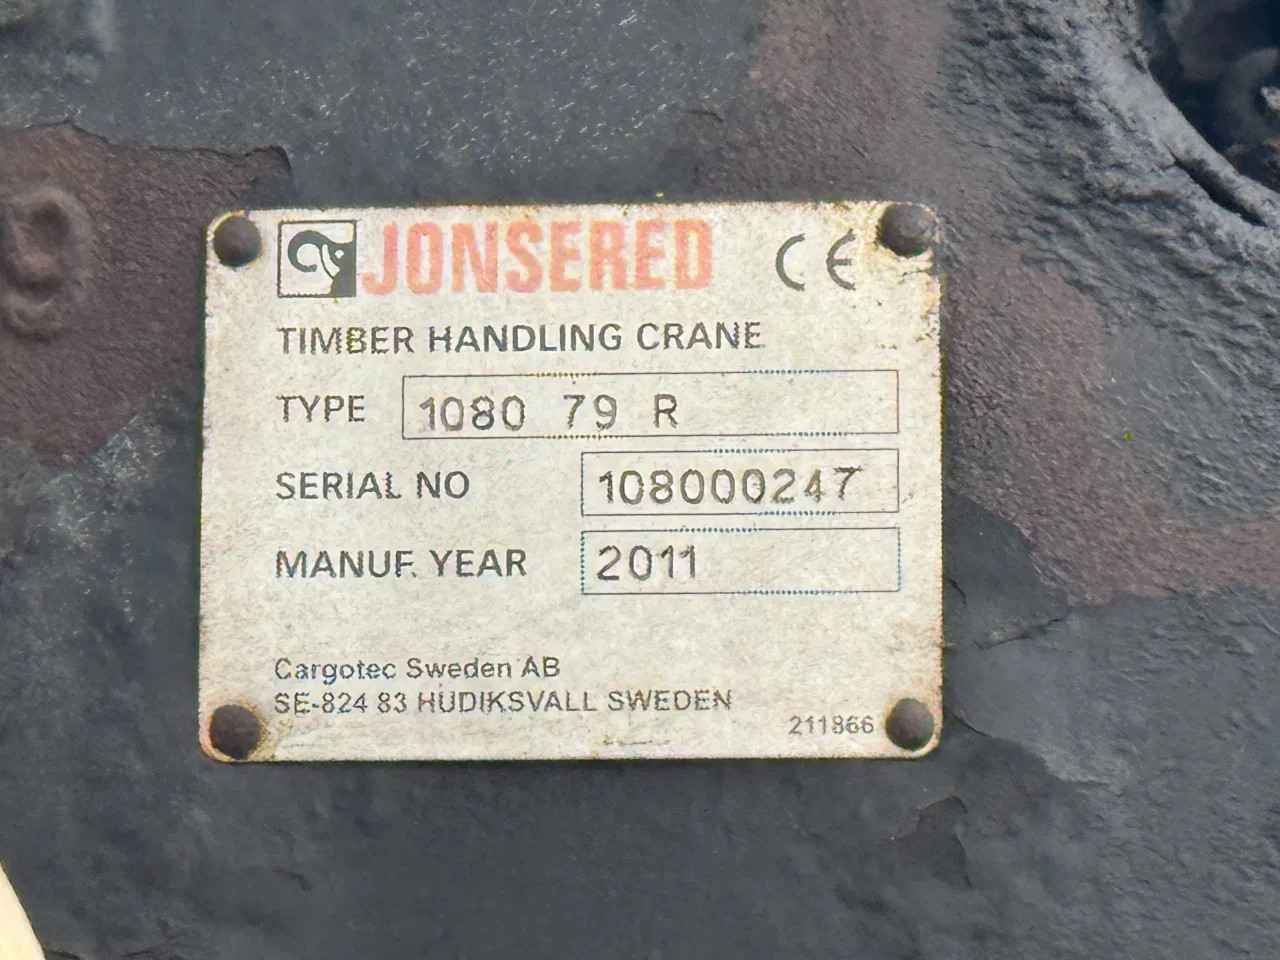 JONSERED CE
TIMBER HANDLING CRANE
TYPE 1080 79 R
SERIAL NO 108000247
MANUF. YEAR 2011
Cargotec Sweden AB
SE-824 83 HUDIKSVALL SWEDEN
211866